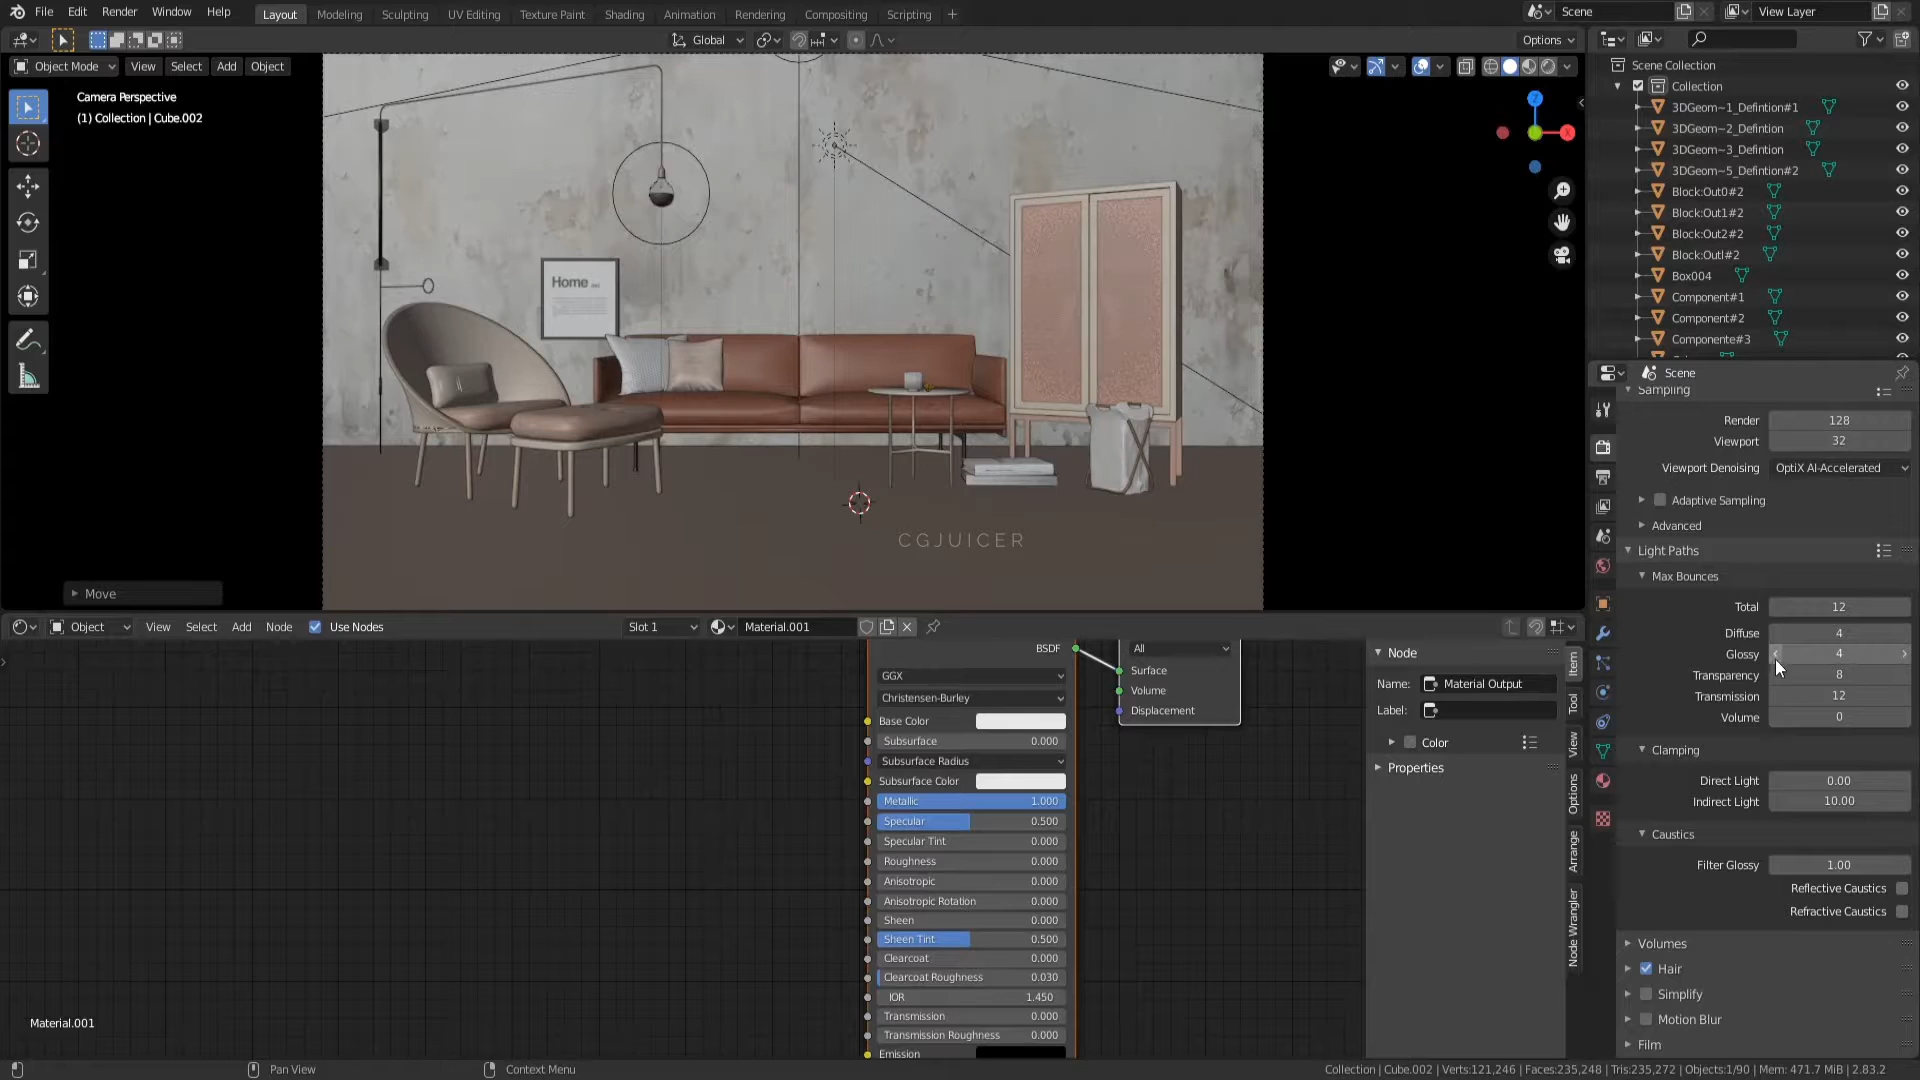 File Edit Render Window Help Layout Modeling Sculpting UV Editing Texture Paint Shading Animation Rendering Compositing Scripting + Scene View Layer
Global Options
Object Mode View Select Add Object
Camera Perspective
(1) Collection | Cube.002
Z
X
Home
CGJUICER
Move
Scene Collection
Collection
3DGeom~1_Defintion#1
3DGeom~2_Defintion
3DGeom~3_Defintion
3DGeom~5_Defintion#2
Block:Out0#2
Block:Out1#2
Block:Out2#2
Block:OutI#2
Box004
Component#1
Component#2
Componente#3
Scene
Sampling
Render 128
Viewport 32
Viewport Denoising OptiX AI-Accelerated
Adaptive Sampling
Advanced
Light Paths
Max Bounces
Total 12
Diffuse 4
Glossy 4
Transparency 8
Transmission 12
Volume 0
Clamping
Direct Light 0.00
Indirect Light 10.00
Caustics
Filter Glossy 1.00
Reflective Caustics
Refractive Caustics
Volumes
Hair
Simplify
Motion Blur
Film
Object View Select Add Node Use Nodes Slot 1 Material.001
BSDF
GGX
Christensen-Burley
Base Color
Subsurface 0.000
Subsurface Radius
Subsurface Color
Metallic 1.000
Specular 0.500
Specular Tint 0.000
Roughness 0.000
Anisotropic 0.000
Anisotropic Rotation 0.000
Sheen 0.000
Sheen Tint 0.500
Clearcoat 0.000
Clearcoat Roughness 0.030
IOR 1.450
Transmission 0.000
Transmission Roughness 0.000
Emission
All
Surface
Volume
Displacement
Node
Name: Material Output
Label:
Color
Properties
Item
Tool
View
Options
Arrange
Node Wrangler
Material.001
Pan View Context Menu Collection | Cube.002 | Verts:121,246 | Faces:235,248 | Tris:235,272 | Objects:1/90 | Mem: 471.7 MiB | 2.83.2